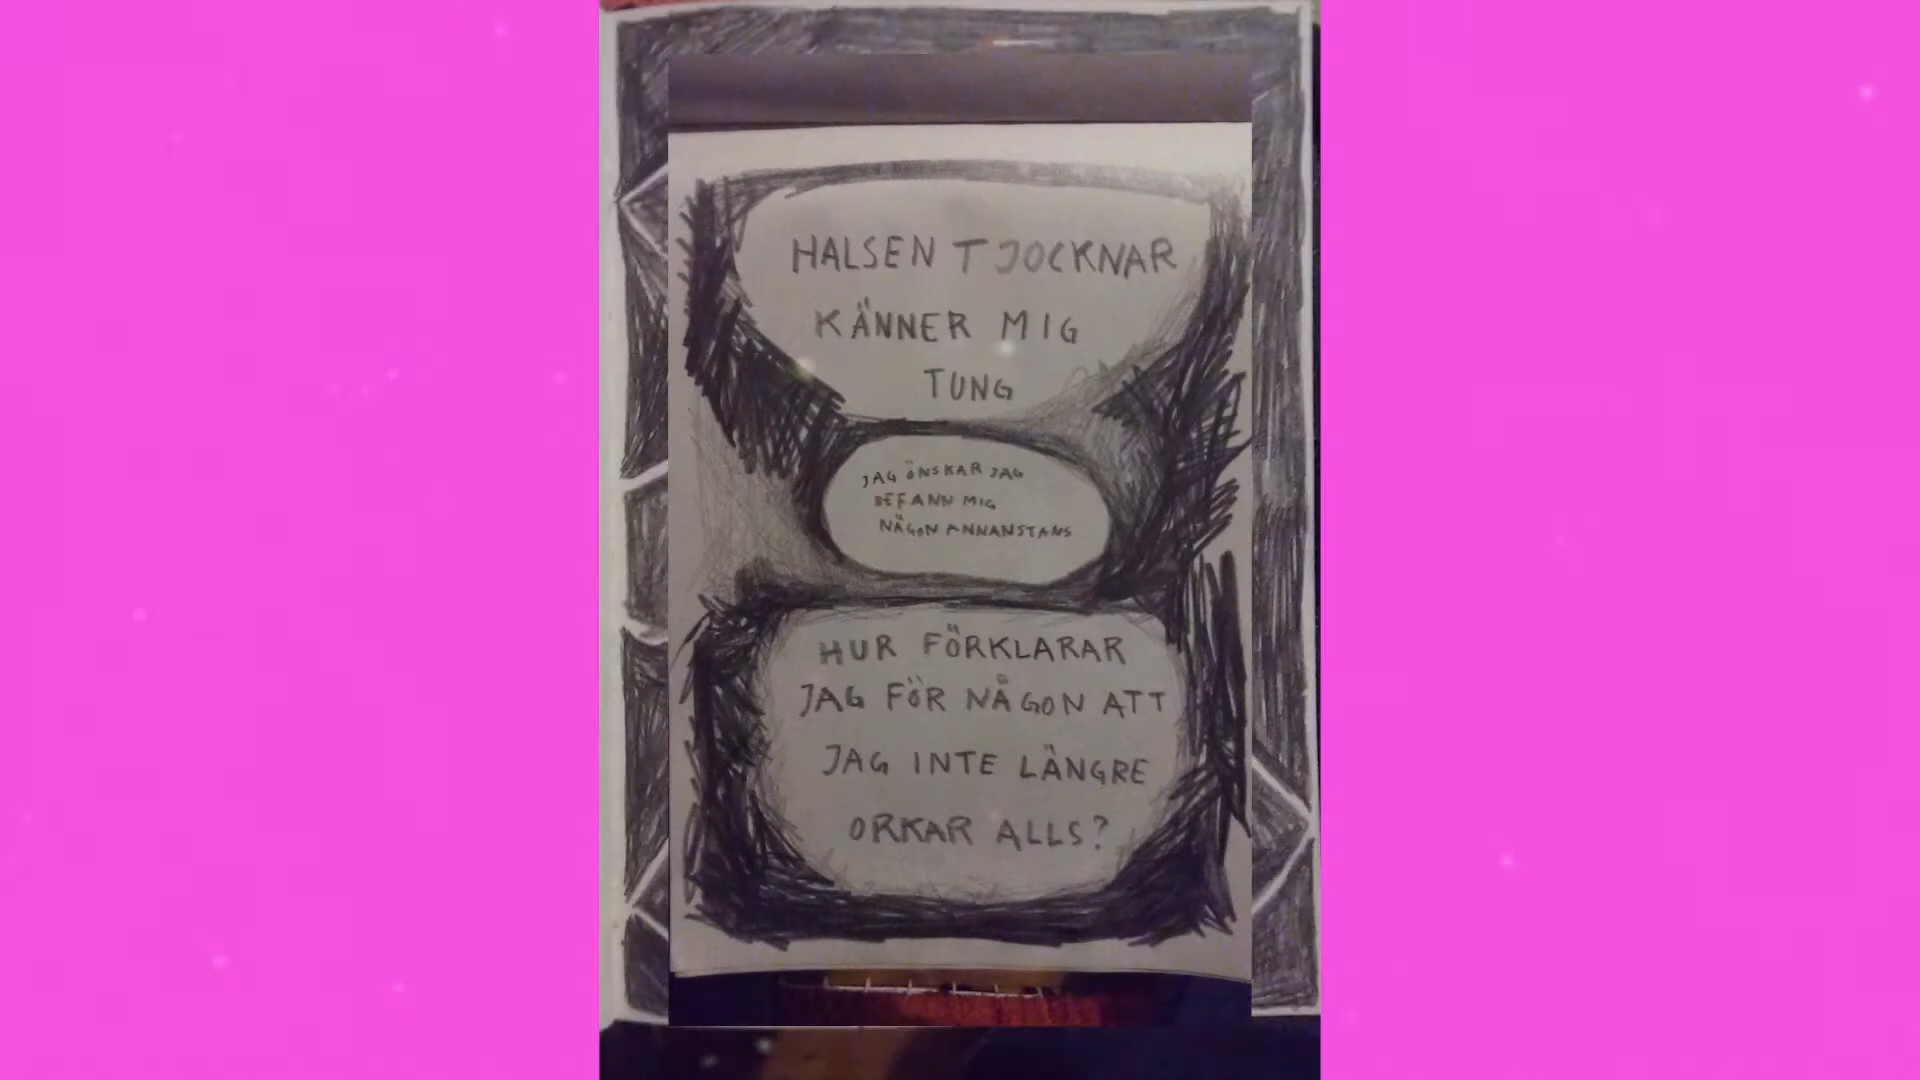 HALSEN TJOCKNAR
KÄNNER MIG
TUNG
JAG ÖNSKAR JAG
BEFANN MIG
NÅGON ANNANSTANS
HUR FÖRKLARAR
JAG FÖR NÅGON ATT
JAG INTE LÄNGRE
ORKAR ALLS?